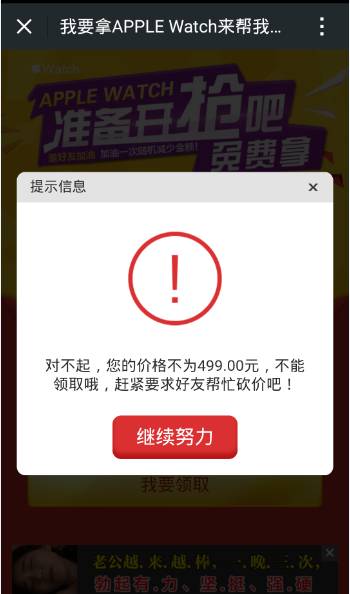 我要拿APPLE Watch来帮我...
Watch
APPLE WATCH
准备开抢吧
邀好友加油 加油一次随机减少金额!
免费拿
提示信息
对不起，您的价格不为499.00元，不能
领取哦，赶紧要求好友帮忙砍价吧！
继续努力
我要领取
老公越.来.越.棒，一.晚.三.次,
勃起有.力、坚.挺、强.硬